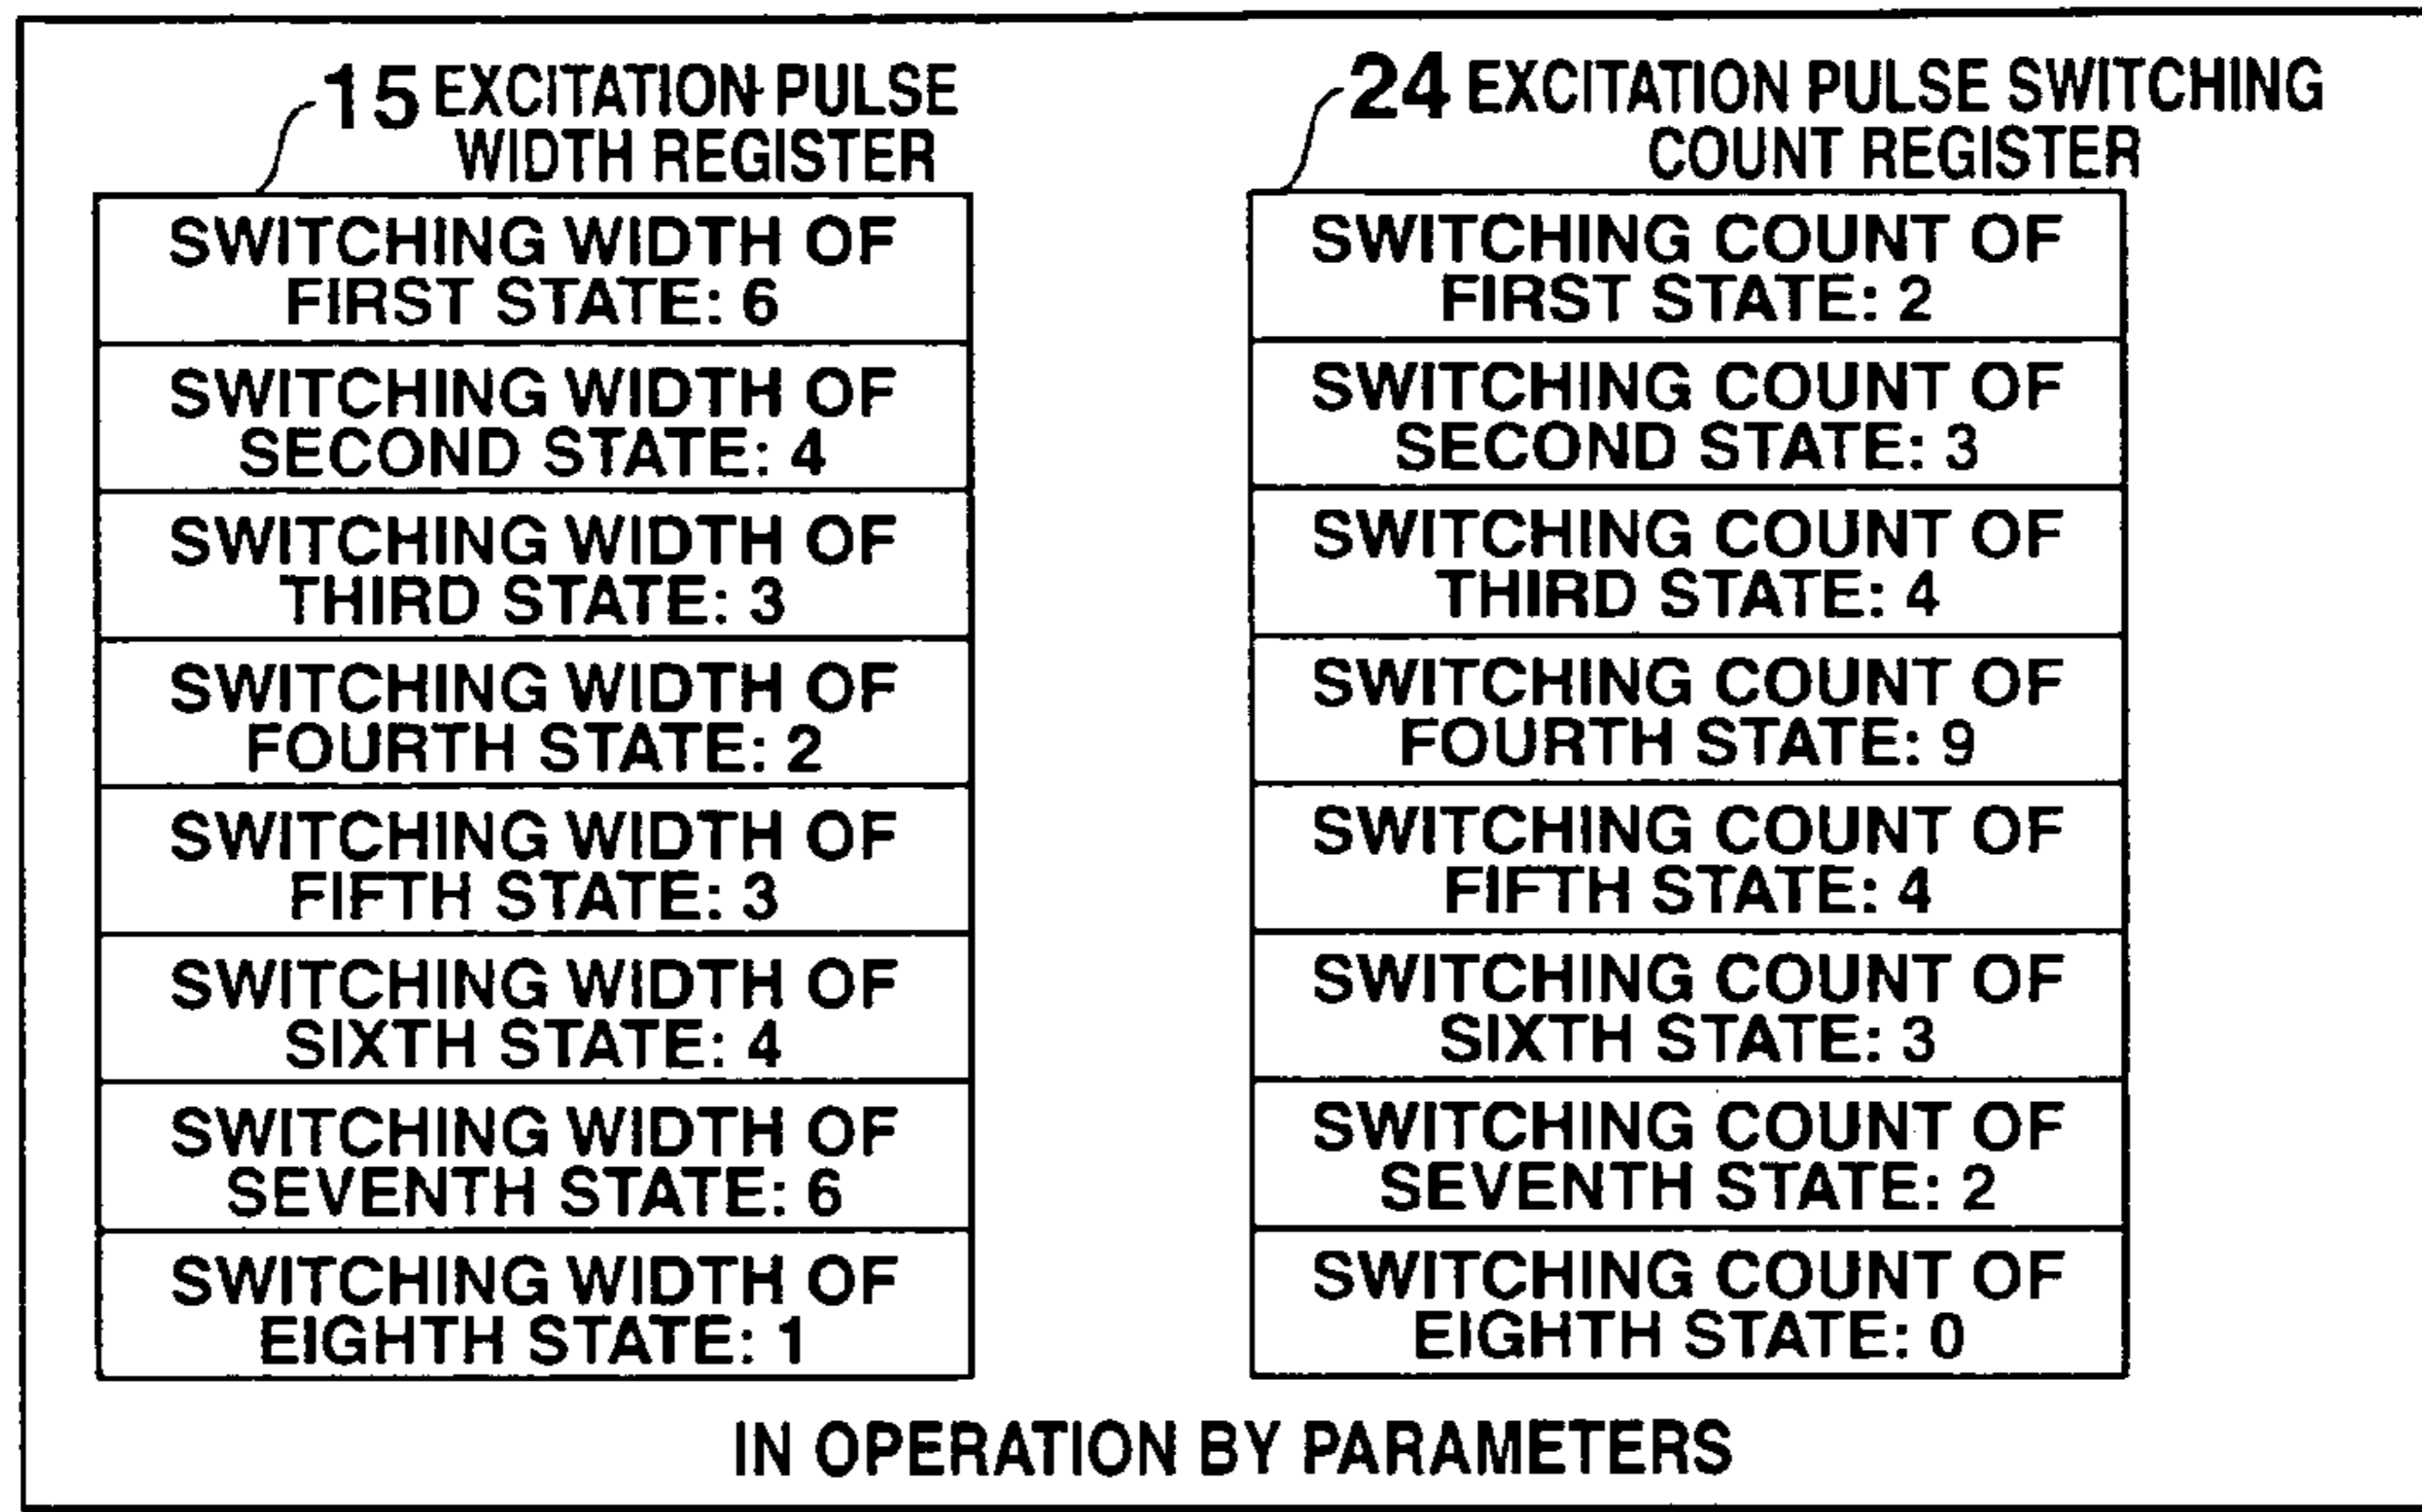 15 EXCITATION PULSE
WIDTH REGISTER
SWITCHING WIDTH OF
FIRST STATE: 6
SWITCHING WIDTH OF
SECOND STATE: 4
SWITCHING WIDTH OF
THIRD STATE: 3
SWITCHING WIDTH OF
FOURTH STATE: 2
SWITCHING WIDTH OF
FIFTH STATE: 3
SWITCHING WIDTH OF
SIXTH STATE: 4
SWITCHING WIDTH OF
SEVENTH STATE: 6
SWITCHING WIDTH OF
EIGHTH STATE: 1
24 EXCITATION PULSE SWITCHING
COUNT REGISTER
SWITCHING COUNT OF
FIRST STATE: 2
SWITCHING COUNT OF
SECOND STATE: 3
SWITCHING COUNT OF
THIRD STATE: 4
SWITCHING COUNT OF
FOURTH STATE: 9
SWITCHING COUNT OF
FIFTH STATE: 4
SWITCHING COUNT OF
SIXTH STATE: 3
SWITCHING COUNT OF
SEVENTH STATE: 2
SWITCHING COUNT OF
EIGHTH STATE: 0
IN OPERATION BY PARAMETERS